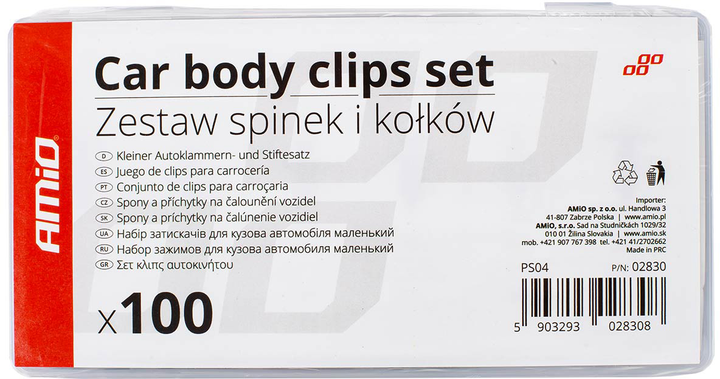 AMiO®
Car body clips set
Zestaw spinek i kołków
D Kleiner Autoklammern- und Stiftesatz
ES Juego de clips para carrocería
PT Conjunto de clips para carroçaria
CZ Spony a příchytky na čalounění vozidel
SK Spony a príchytky na čalúnenie vozidiel
UA Набір затискачів для кузова автомобіля маленький
RU Набор зажимов для кузова автомобиля маленький
GR Σετ κλιπς αυτοκινήτου
x100
Importer:
AMiO sp. z o.o. ul. Handlowa 3
41-807 Zabrze Polska | www.amio.pl
AMiO, s.r.o. Sad na Studničkách 1029/32
010 01 Žilina Slovakia | www.amio.sk
mob. +421 907 767 398 tel. +421 41/2702662
Made in PRC
PS04 P/N: 02830
5 903293 028308